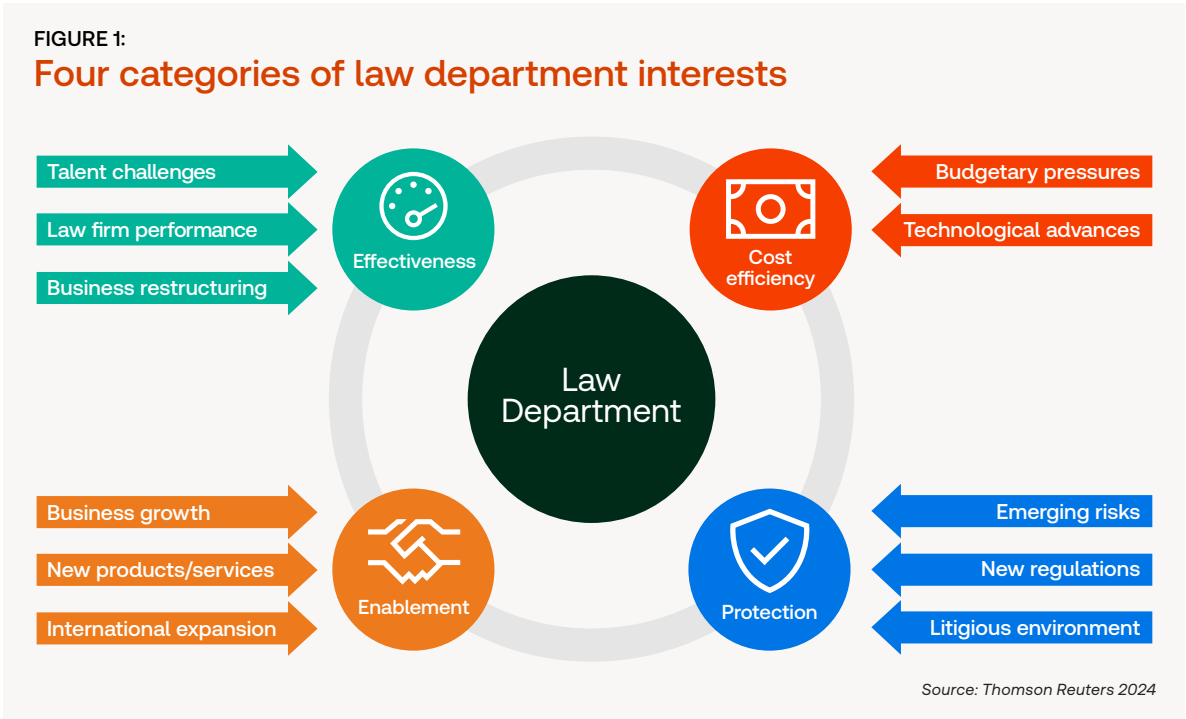 FIGURE 1:
Four categories of law department interests
Talent challenges
Law firm performance
Business restructuring
Effectiveness
Cost
efficiency
Budgetary pressures
Technological advances
Law
Department
Business growth
New products/services
International expansion
Enablement
Protection
Emerging risks
New regulations
Litigious environment
Source: Thomson Reuters 2024